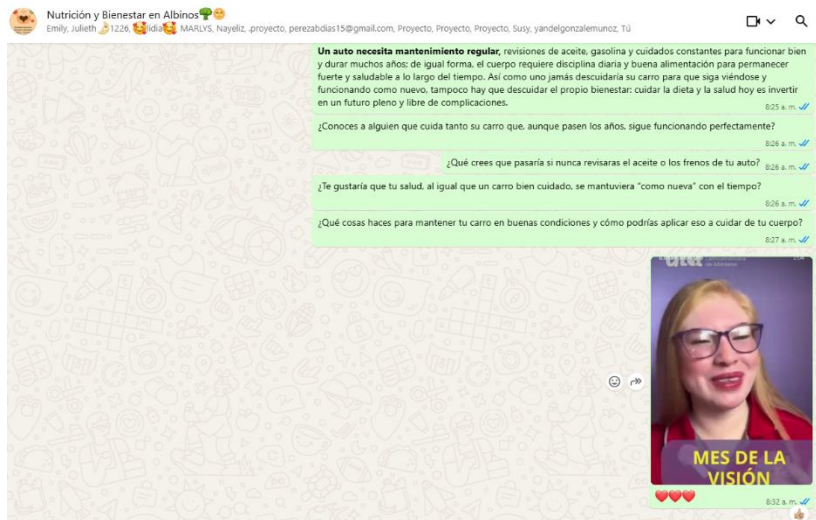 Nutrición y Bienestar en Albinos
Emily, Julieth 1226, lidia, MARLYS, Nayeliz, .proyecto, perezabdias15@gmail.com, Proyecto, Proyecto, Proyecto, Susy, yandelgonzalemunoz, Tú
Un auto necesita mantenimiento regular, revisiones de aceite, gasolina y cuidados constantes para funcionar bien
y durar muchos años; de igual forma, el cuerpo requiere disciplina diaria y buena alimentación para permanecer
fuerte y saludable a lo largo del tiempo. Así como uno jamás descuidaría su carro para que siga viéndose y
funcionando como nuevo, tampoco hay que descuidar el propio bienestar: cuidar la dieta y la salud hoy es invertir
en un futuro pleno y libre de complicaciones.
8:25 a. m.
¿Conoces a alguien que cuida tanto su carro que, aunque pasen los años, sigue funcionando perfectamente?
8:26 a. m.
¿Qué crees que pasaría si nunca revisaras el aceite o los frenos de tu auto? 8:26 a. m.
¿Te gustaría que tu salud, al igual que un carro bien cuidado, se mantuviera "como nueva" con el tiempo?
8:26 a. m.
¿Qué cosas haces para mantener tu carro en buenas condiciones y cómo podrías aplicar eso a cuidar de tu cuerpo?
8:27 a. m.
MES DE LA
VISIÓN
8:32 a. m.